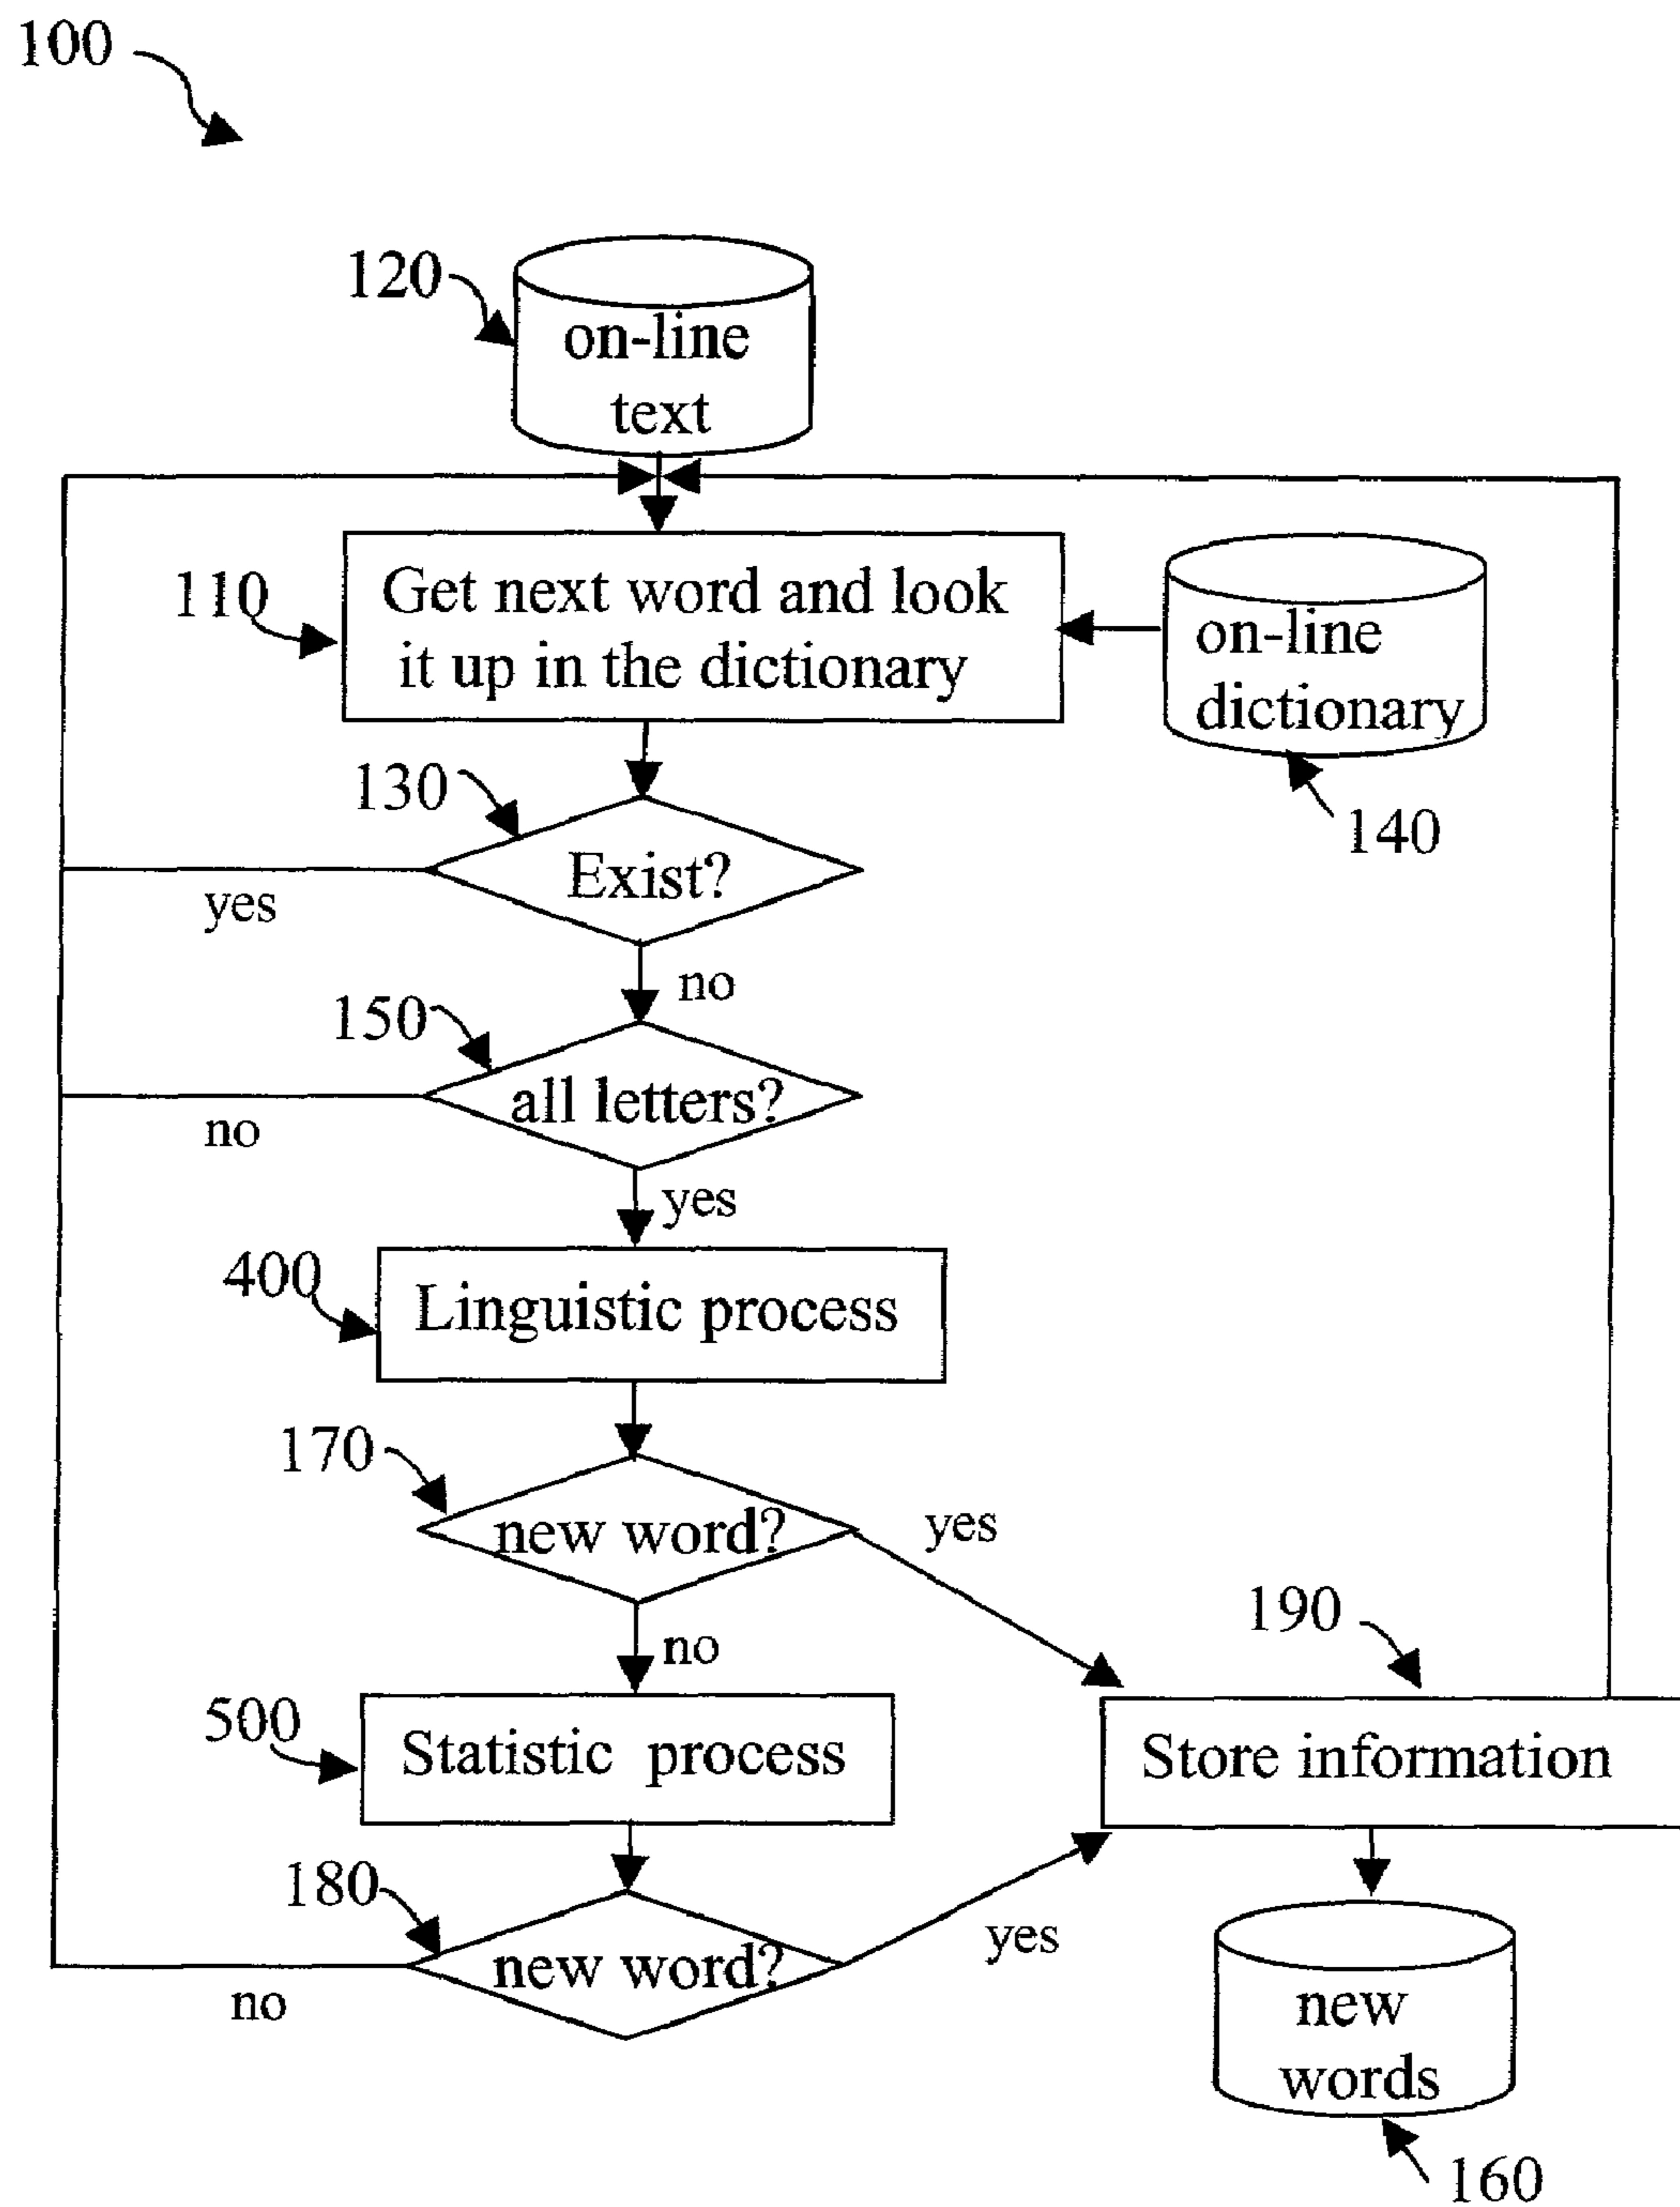 100
120
on-line
text
110
Get next word and look
it up in the dictionary
on-line
dictionary
140
130
Exist?
yes
no
150
all letters?
no
yes
400
Linguistic process
170
new word?
yes
no
190
500
Statistic process
Store information
180
new word?
yes
no
new
words
160